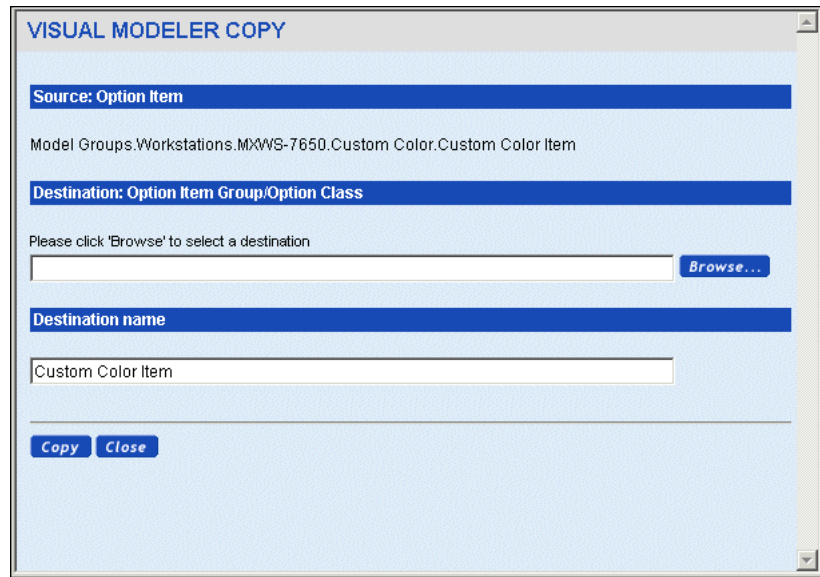 VISUAL MODELER COPY
Source: Option Item
Model Groups.Workstations.MXWS-7650.Custom Color.Custom Color Item
Destination: Option Item Group/Option Class
Please click 'Browse' to select a destination
Browse...
Destination name
Custom Color Item
Copy Close